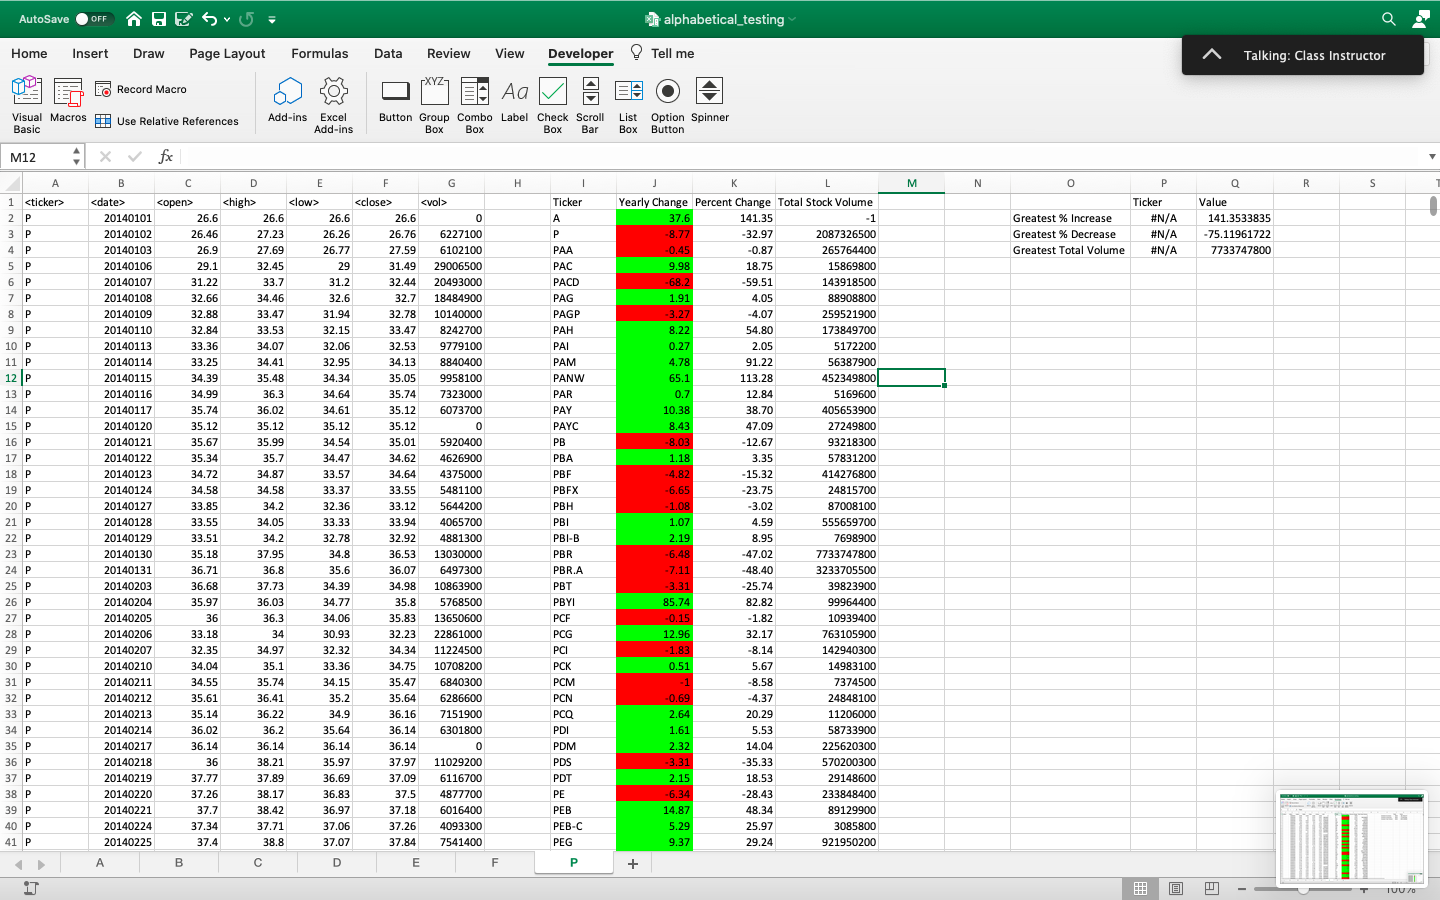 AutoSave OFF alphabetical_testing
Home Insert Draw Page Layout Formulas Data Review View Developer Tell me
Talking: Class Instructor
Visual Basic Macros Record Macro Use Relative References Add-ins Excel Add-ins Button Group Box Combo Box Label Check Box Scroll Bar List Box Option Button Spinner
M12 fx
A B C D E F G H I J K L M N O P Q R S T
1 <ticker> <date> <open> <high> <low> <close> <vol> Ticker Yearly Change Percent Change Total Stock Volume Ticker Value
2 P 20140101 26.6 26.6 26.6 26.6 0 A 37.6 141.35 -1 Greatest % Increase #N/A 141.3533835
3 P 20140102 26.46 27.23 26.26 26.76 6227100 P -8.77 -32.97 2087326500 Greatest % Decrease #N/A -75.11961722
4 P 20140103 26.9 27.69 26.77 27.59 6102100 PAA -0.45 -0.87 265764400 Greatest Total Volume #N/A 7733747800
5 P 20140106 29.1 32.45 29 31.49 29006500 PAC 9.98 18.75 15869800
6 P 20140107 31.22 33.7 31.2 32.44 20493000 PACD -68.2 -59.51 143918500
7 P 20140108 32.66 34.46 32.6 32.7 18484900 PAG 1.91 4.05 88908800
8 P 20140109 32.88 33.47 31.94 32.78 10140000 PAGP -3.27 -4.07 259521900
9 P 20140110 32.84 33.53 32.15 33.47 8242700 PAH 8.22 54.80 173849700
10 P 20140113 33.36 34.07 32.06 32.53 9779100 PAI 0.27 2.05 5172200
11 P 20140114 33.25 34.41 32.95 34.13 8840400 PAM 4.78 91.22 56387900
12 P 20140115 34.39 35.48 34.34 35.05 9958100 PANW 65.1 113.28 452349800
13 P 20140116 34.99 36.3 34.64 35.74 7323000 PAR 0.7 12.84 5169600
14 P 20140117 35.74 36.02 34.61 35.12 6073700 PAY 10.38 38.70 405653900
15 P 20140120 35.12 35.12 35.12 35.12 0 PAYC 8.43 47.09 27249800
16 P 20140121 35.67 35.99 34.54 35.01 5920400 PB -8.03 -12.67 93218300
17 P 20140122 35.34 35.7 34.47 34.62 4626900 PBA 1.18 3.35 57831200
18 P 20140123 34.72 34.87 33.57 34.64 4375000 PBF -4.82 -15.32 414276800
19 P 20140124 34.58 34.58 33.37 33.55 5481100 PBFX -6.65 -23.75 24815700
20 P 20140127 33.85 34.2 32.36 33.12 5644200 PBH -1.08 -3.02 87008100
21 P 20140128 33.55 34.05 33.33 33.94 4065700 PBI 1.07 4.59 555659700
22 P 20140129 33.51 34.2 32.78 32.92 4881300 PBI-B 2.19 8.95 7698900
23 P 20140130 35.18 37.95 34.8 36.53 13030000 PBR -6.48 -47.02 7733747800
24 P 20140131 36.71 36.8 35.6 36.07 6497300 PBR.A -7.11 -48.40 3233705500
25 P 20140203 36.68 37.73 34.39 34.98 10863900 PBT -3.31 -25.74 39823900
26 P 20140204 35.97 36.03 34.77 35.8 5768500 PBYI 85.74 82.82 99964400
27 P 20140205 36 36.3 34.06 35.83 13650600 PCF -0.15 -1.82 10939400
28 P 20140206 33.18 34 30.93 32.23 22861000 PCG 12.96 32.17 763105900
29 P 20140207 32.35 34.97 32.32 34.34 11224500 PCI -1.83 -8.14 142940300
30 P 20140210 34.04 35.1 33.36 34.75 10708200 PCK 0.51 5.67 14983100
31 P 20140211 34.55 35.74 34.15 35.47 6840300 PCM -1 -8.58 7374500
32 P 20140212 35.61 36.41 35.2 35.64 6286600 PCN -0.69 -4.37 24848100
33 P 20140213 35.14 36.22 34.9 36.16 7151900 PCQ 2.64 20.29 11206000
34 P 20140214 36.02 36.2 35.64 36.14 6301800 PDI 1.61 5.53 58733900
35 P 20140217 36.14 36.14 36.14 36.14 0 PDM 2.32 14.04 225620300
36 P 20140218 36 38.21 35.97 37.97 11029200 PDS -3.31 -35.33 570200300
37 P 20140219 37.77 37.89 36.69 37.09 6116700 PDT 2.15 18.53 29148600
38 P 20140220 37.26 38.17 36.83 37.5 4877700 PE -6.34 -28.43 233848400
39 P 20140221 37.7 38.42 36.97 37.18 6016400 PEB 14.87 48.34 89129900
40 P 20140224 37.34 37.71 37.06 37.26 4093300 PEB-C 5.29 25.97 3085800
41 P 20140225 37.4 38.8 37.07 37.84 7541400 PEG 9.37 29.24 921950200
A B C D E F P
100%